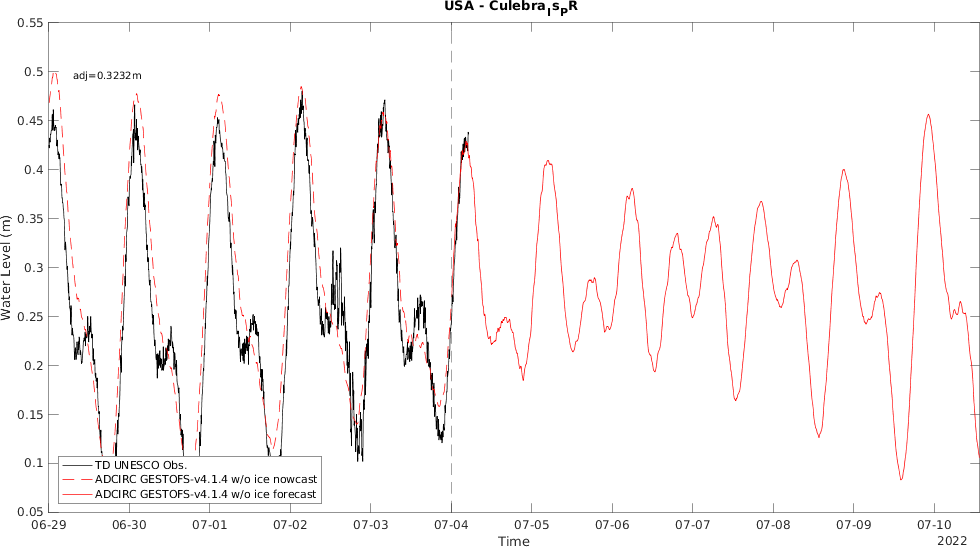 USA - Culebra_Is_PR
0.55
0.5
0.45
0.4
0.35
0.3
0.25
0.2
0.15
0.1
0.05
Water Level (m)
adj=0.3232m
TD UNESCO Obs.
ADCIRC GESTOFS-v4.1.4 w/o ice nowcast
ADCIRC GESTOFS-v4.1.4 w/o ice forecast
06-29 06-30 07-01 07-02 07-03 07-04 07-05 07-06 07-07 07-08 07-09 07-10
Time
2022